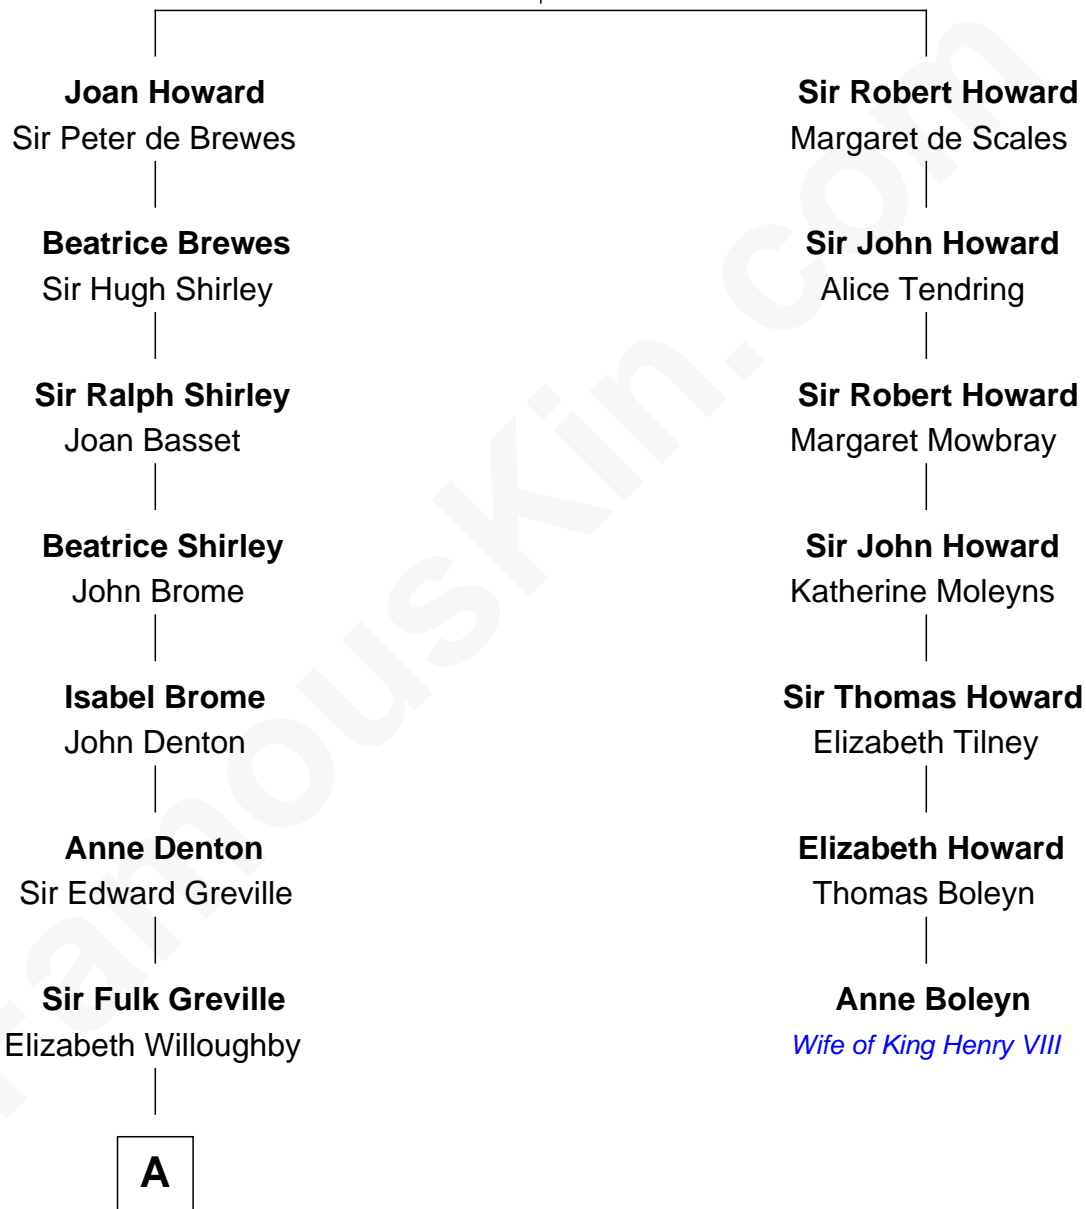 Joan Howard
Sir Peter de Brewes
Sir Robert Howard
Margaret de Scales
Beatrice Brewes
Sir Hugh Shirley
Sir John Howard
Alice Tendring
Sir Ralph Shirley
Joan Basset
Sir Robert Howard
Margaret Mowbray
Beatrice Shirley
John Brome
Sir John Howard
Katherine Moleyns
Isabel Brome
John Denton
Sir Thomas Howard
Elizabeth Tilney
Anne Denton
Sir Edward Greville
Elizabeth Howard
Thomas Boleyn
Sir Fulk Greville
Elizabeth Willoughby
Anne Boleyn
Wife of King Henry VIII
A
FamousKin.com